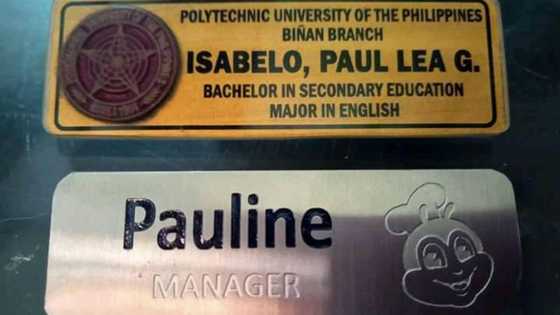 POLYTECHNIC UNIVERSITY OF THE PHILIPPINES
BIÑAN BRANCH
ISABELO, PAUL LEA G.
BACHELOR IN SECONDARY EDUCATION
MAJOR IN ENGLISH
Pauline
MANAGER